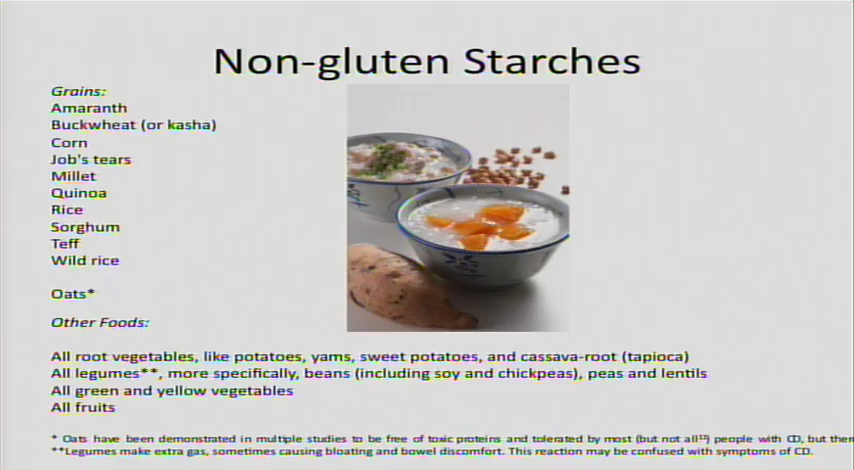 Non-gluten Starches
Grains:
Amaranth
Buckwheat (or kasha)
Corn
Job's tears
Millet
Quinoa
Rice
Sorghum
Teff
Wild rice
Oats*
Other Foods:
All root vegetables, like potatoes, yams, sweet potatoes, and cassava-root (tapioca)
All legumes**, more specifically, beans (including soy and chickpeas), peas and lentils
All green and yellow vegetables
All fruits
* Oats have been demonstrated in multiple studies to be free of toxic proteins and tolerated by most (but not all) people with CD, but
**Legumes make extra gas, sometimes causing bloating and bowel discomfort. This reaction may be confused with symptoms of CD.